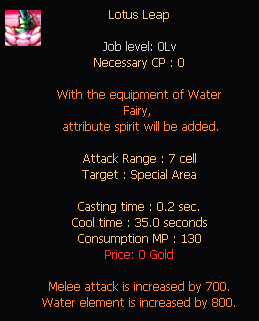 Lotus Leap
Job level: 0Lv
Necessary CP : 0
With the equipment of Water
Fairy,
attribute spirit will be added.
Attack Range : 7 cell
Target : Special Area
Casting time : 0.2 sec.
Cool time : 35.0 seconds
Consumption MP : 130
Price: 0 Gold
Melee attack is increased by 700.
Water element is increased by 800.